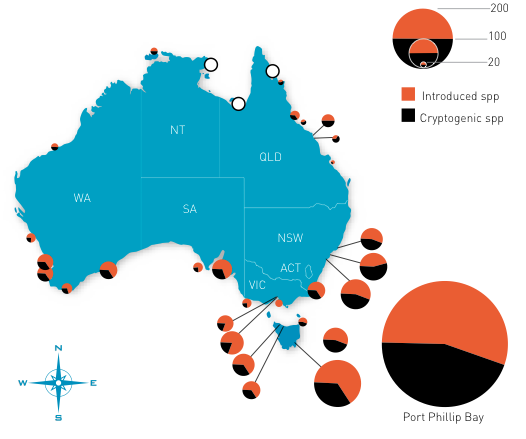 200
100
20
Introduced spp
Cryptogenic spp
NT
QLD
WA
SA
NSW
ACT
VIC
N
W E
S
Port Phillip Bay